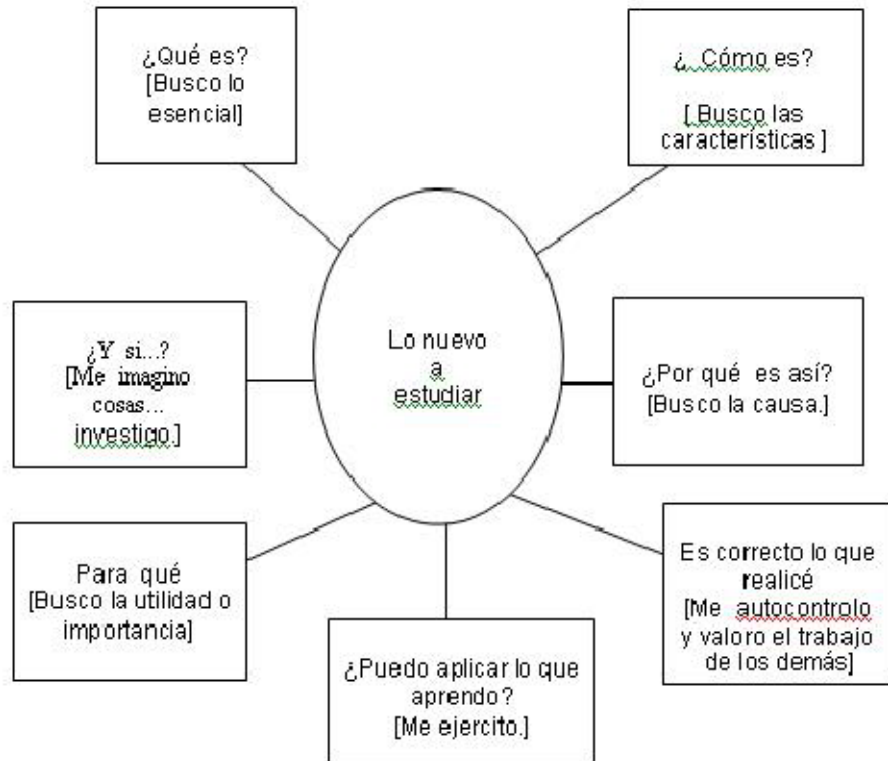 ¿Qué es?
[Busco lo
esencial]
¿ Cómo es?
[ Busco las
características ]
¿Y si...?
[Me imagino
cosas...
investigo.]
Lo nuevo
a
estudiar
¿Por qué es así?
[Busco la causa.]
Para qué
[Busco la utilidad o
importancia]
¿Puedo aplicar lo que
aprendo?
[Me ejercito.]
Es correcto lo que
realicé
[Me autocontrolo
y valoro el trabajo
de los demás]